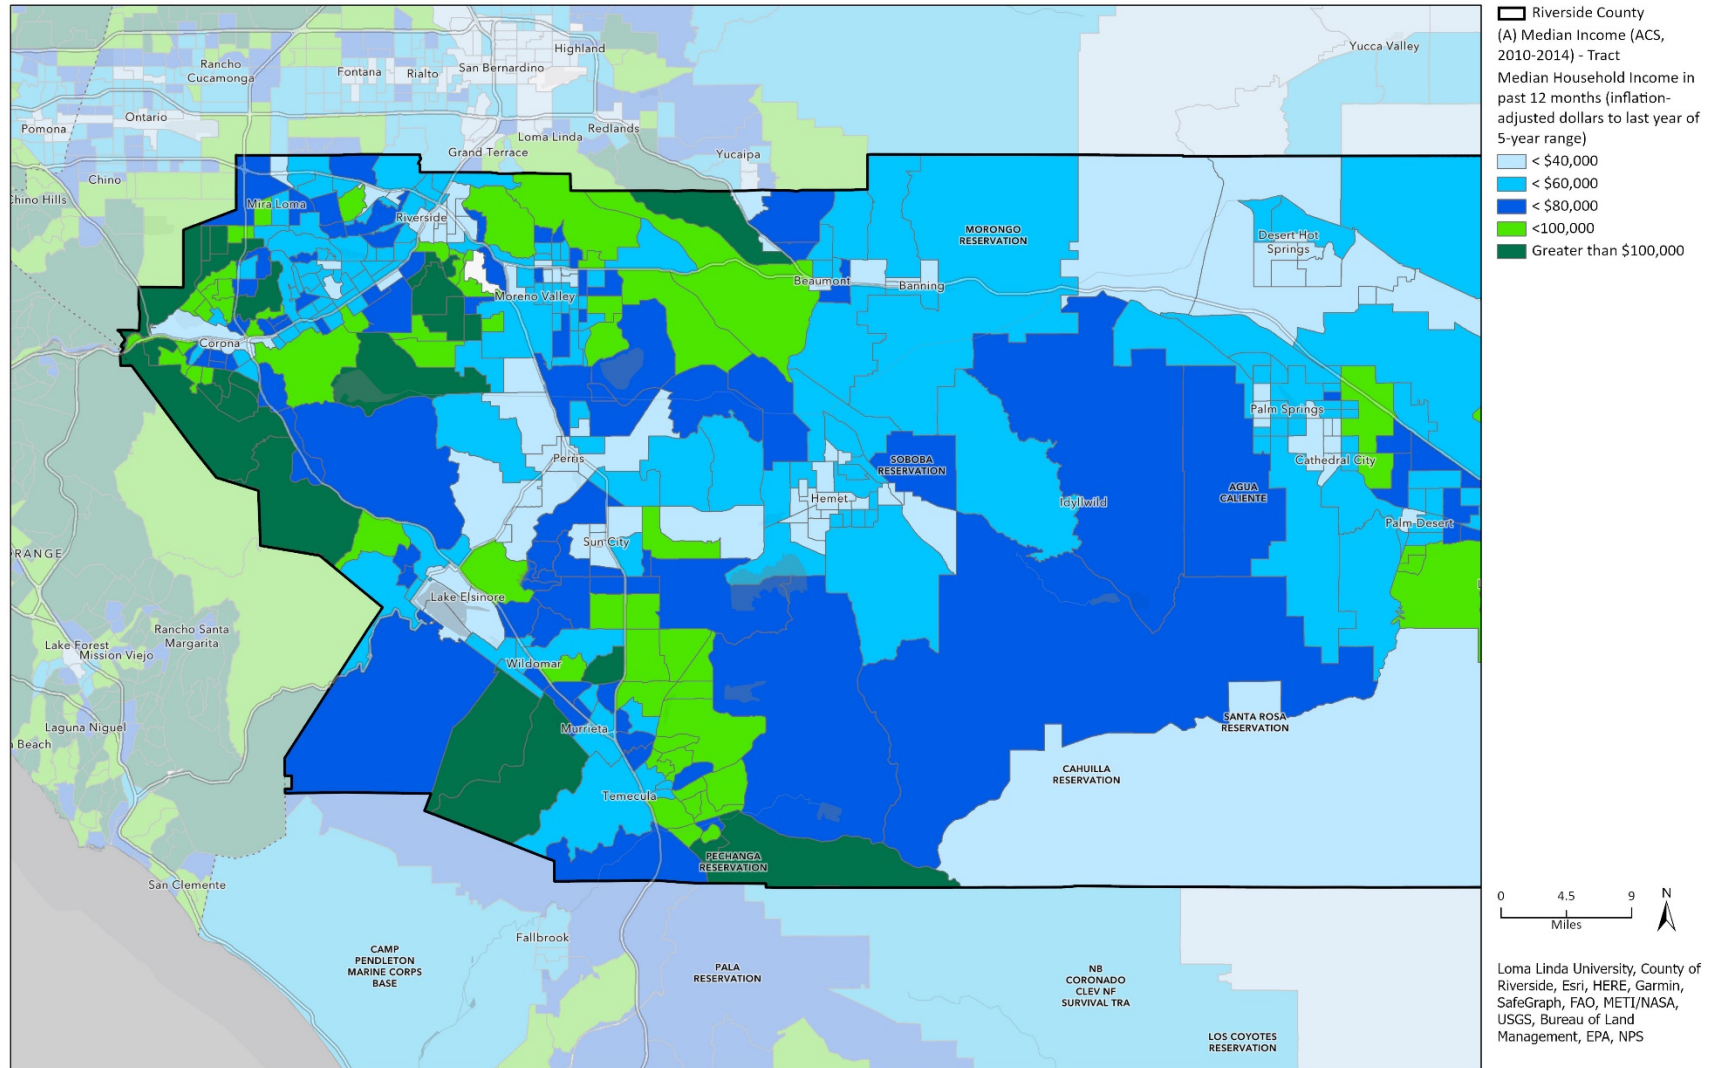 Highland
Yucca Valley
Rancho
Cucamonga
Fontana
Rialto
San Bernardino
Ontario
Pomona
Redlands
Loma Linda
Grand Terrace
Yucaipa
Chino
Chino Hills
Mira Loma
Riverside
MORONGO
RESERVATION
Desert Hot
Springs
Beaumont
Banning
Moreno Valley
Corona
Palm Springs
Perris
Cathedral City
SOBOBA
RESERVATION
AGUA
CALIENTE
Hemet
Idyllwild
Palm Desert
Sun City
RANGE
Lake Elsinore
Rancho Santa
Margarita
Lake Forest
Mission Viejo
Wildomar
Laguna Niguel
Murrieta
SANTA ROSA
RESERVATION
a Beach
CAHUILLA
RESERVATION
Temecula
PECHANGA
RESERVATION
San Clemente
Fallbrook
CAMP
PENDLETON
MARINE CORPS
BASE
PALA
RESERVATION
NB
CORONADO
CLEV NF
SURVIVAL TRA
LOS COYOTES
RESERVATION
Riverside County
(A) Median Income (ACS,
2010-2014) - Tract
Median Household Income in
past 12 months (inflation-
adjusted dollars to last year of
5-year range)
< $40,000
< $60,000
< $80,000
<100,000
Greater than $100,000
0 4.5 9
Miles
N
Loma Linda University, County of
Riverside, Esri, HERE, Garmin,
SafeGraph, FAO, METI/NASA,
USGS, Bureau of Land
Management, EPA, NPS